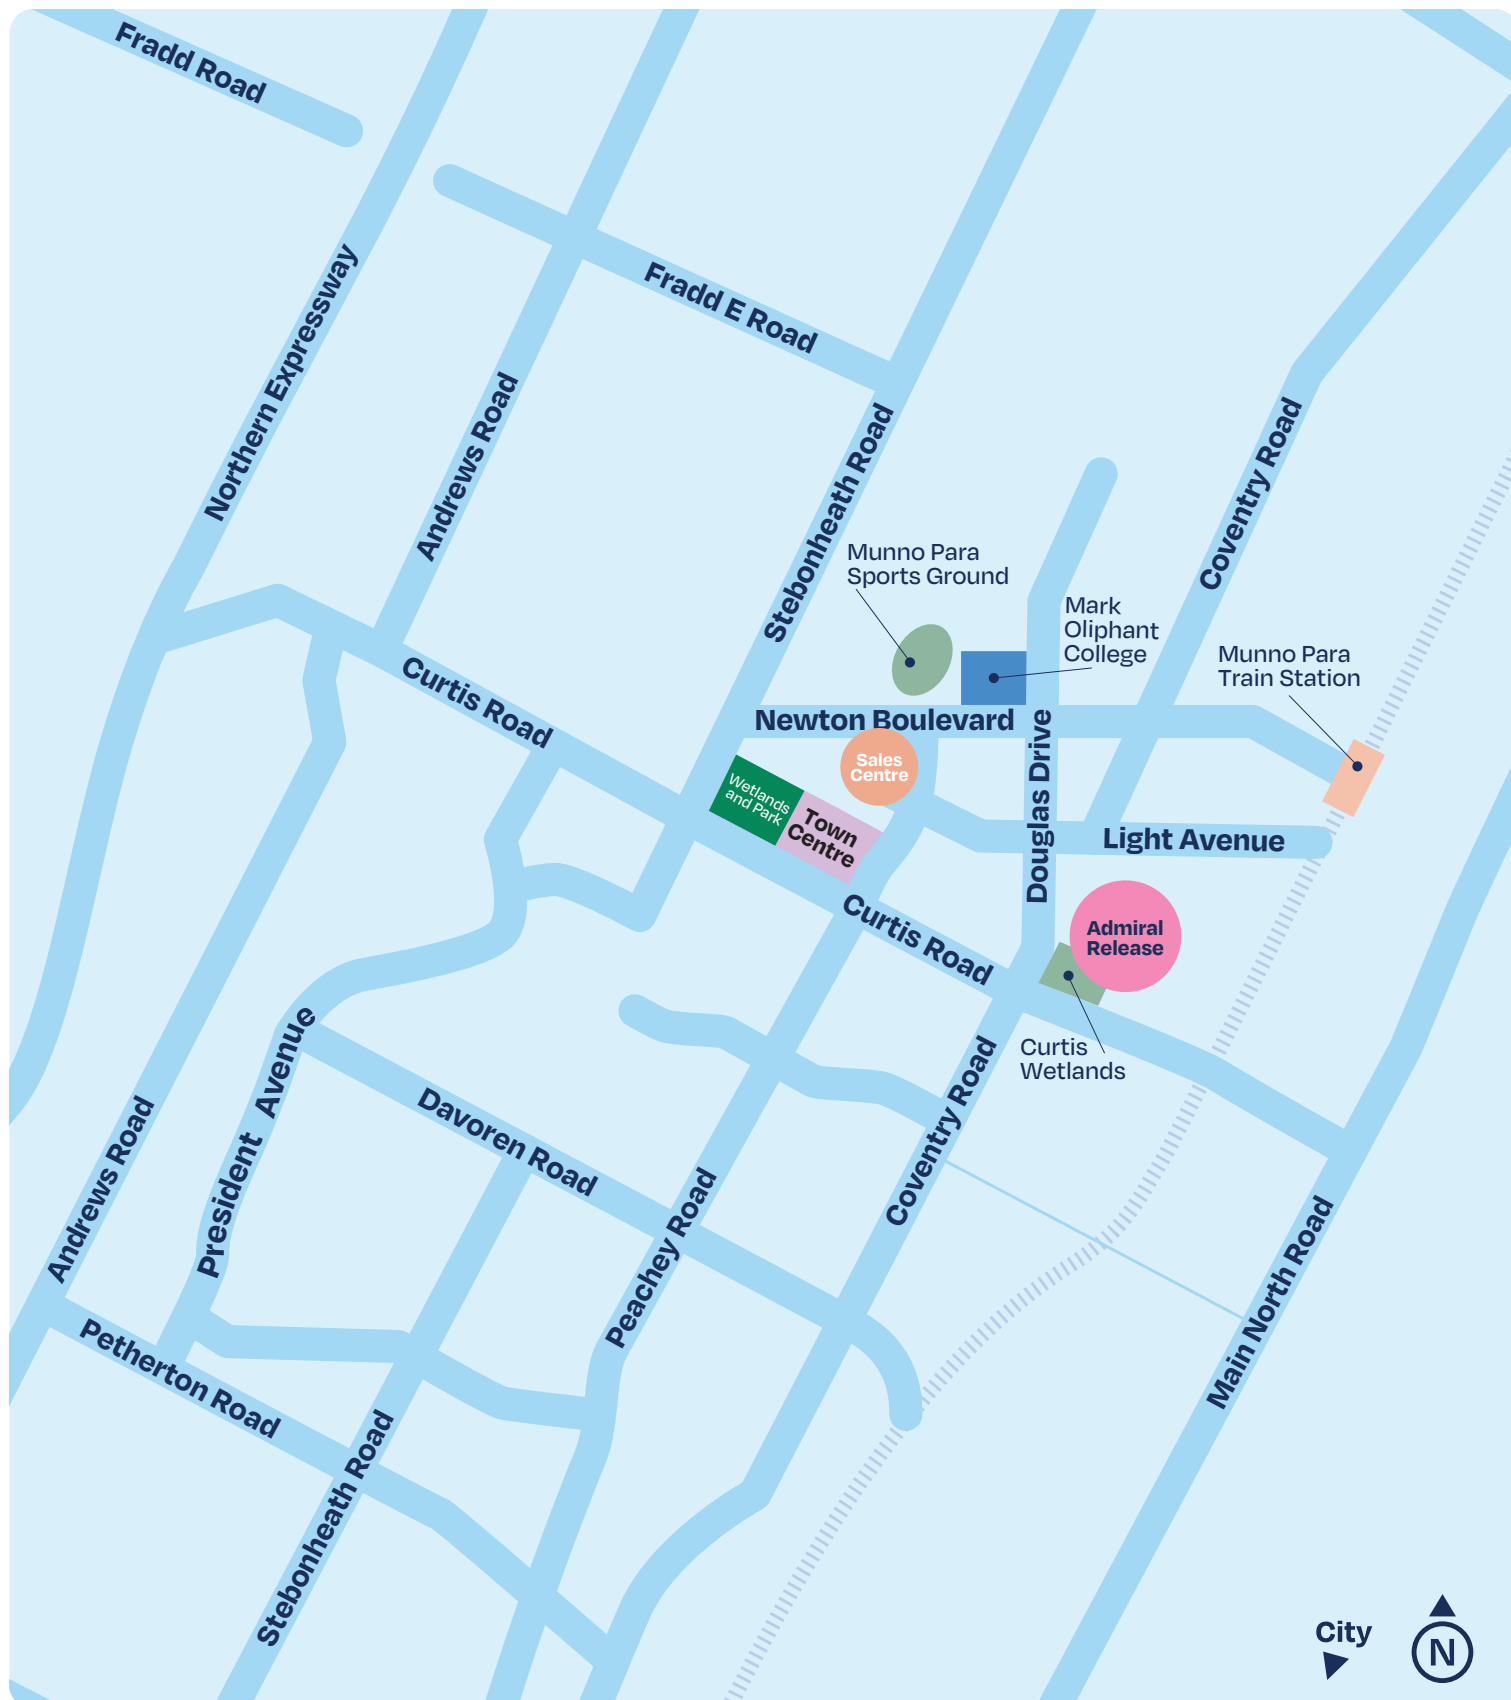 Fradd Road
Northern Expressway
Andrews Road
Fradd E Road
Stebonheath Road
Coventry Road
Munno Para
Sports Ground
Mark
Oliphant
College
Munno Para
Train Station
Curtis Road
Newton Boulevard
Sales
Centre
Wetlands
and Park
Town
Centre
Douglas Drive
Light Avenue
Curtis Road
Admiral
Release
Curtis
Wetlands
President Avenue
Andrews Road
Davoren Road
Coventry Road
Peachey Road
Main North Road
Petherton Road
Stebonheath Road
City
N